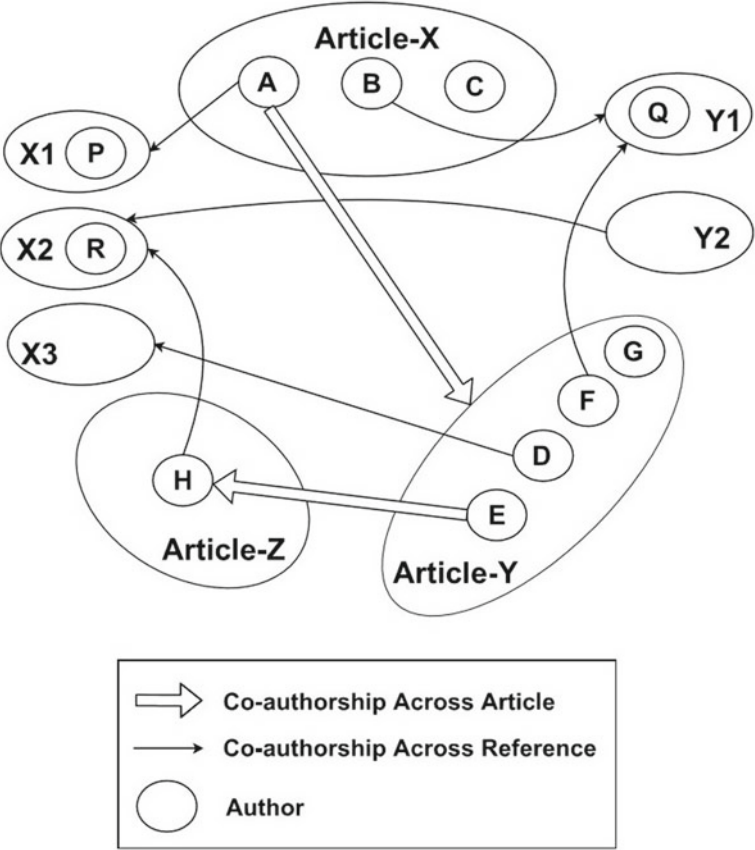 Article-X
A
B
C
X1
P
Q
Y1
X2
R
Y2
X3
G
F
D
H
E
Article-Z
Article-Y
Co-authorship Across Article
Co-authorship Across Reference
Author